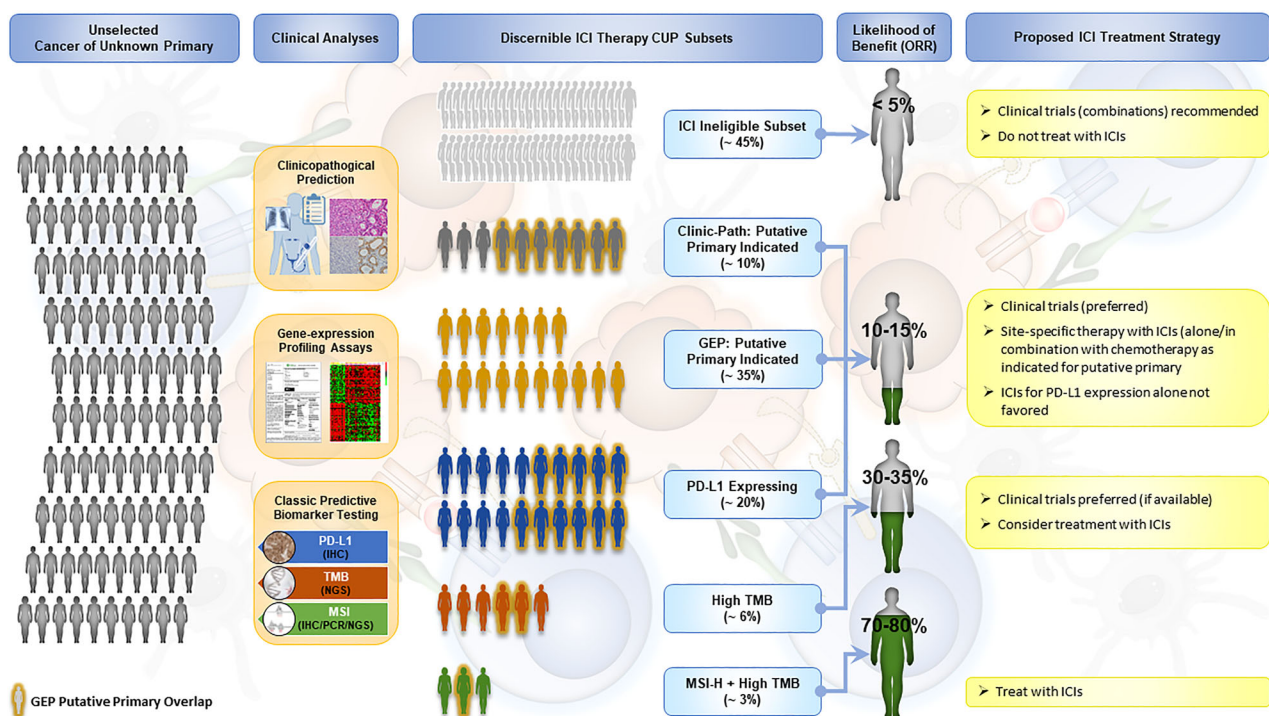 Unselected
Cancer of Unknown Primary
Clinical Analyses
Discernible ICI Therapy CUP Subsets
Likelihood of
Benefit (ORR)
Proposed ICI Treatment Strategy
Clinicopathogical
Prediction
Gene-expression
Profiling Assays
Classic Predictive
Biomarker Testing
PD-L1
(IHC)
TMB
(NGS)
MSI
(IHC/PCR/NGS)
ICI Ineligible Subset
(~ 45%)
Clinic-Path: Putative
Primary Indicated
(~ 10%)
GEP: Putative
Primary Indicated
(~ 35%)
PD-L1 Expressing
(~ 20%)
High TMB
(~ 6%)
MSI-H + High TMB
(~ 3%)
< 5%
10-15%
30-35%
70-80%
➢ Clinical trials (combinations) recommended
➢ Do not treat with ICIs
➢ Clinical trials (preferred)
➢ Site-specific therapy with ICIs (alone/in
combination with chemotherapy as
indicated for putative primary
➢ ICIs for PD-L1 expression alone not
favored
➢ Clinical trials preferred (if available)
➢ Consider treatment with ICIs
➢ Treat with ICIs
GEP Putative Primary Overlap